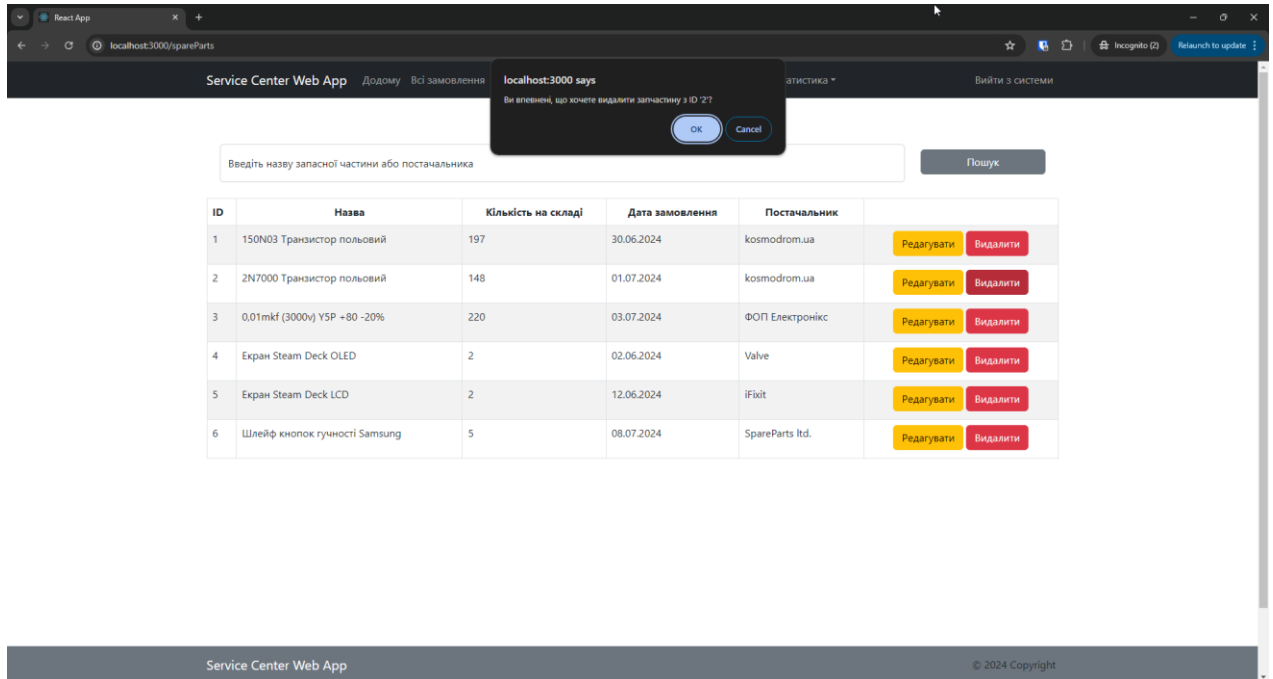 React App
localhost:3000/spareParts
Incognito (2)
Relaunch to update
Service Center Web App Додому Всі замовлення атистика Вийти з системи
localhost:3000 says
Ви впевнені, що хочете видалити запчастину з ID '2'?
OK Cancel
Введіть назву запасної частини або постачальника Пошук
ID Назва Кількість на складі Дата замовлення Постачальник
1 150N03 Транзистор польовий 197 30.06.2024 kosmodrom.ua Редагувати Видалити
2 2N7000 Транзистор польовий 148 01.07.2024 kosmodrom.ua Редагувати Видалити
3 0,01mkf (3000v) Y5P +80 -20% 220 03.07.2024 ФОП Електронікс Редагувати Видалити
4 Екран Steam Deck OLED 2 02.06.2024 Valve Редагувати Видалити
5 Екран Steam Deck LCD 2 12.06.2024 iFixit Редагувати Видалити
6 Шлейф кнопок гучності Samsung 5 08.07.2024 SpareParts ltd. Редагувати Видалити
Service Center Web App © 2024 Copyright